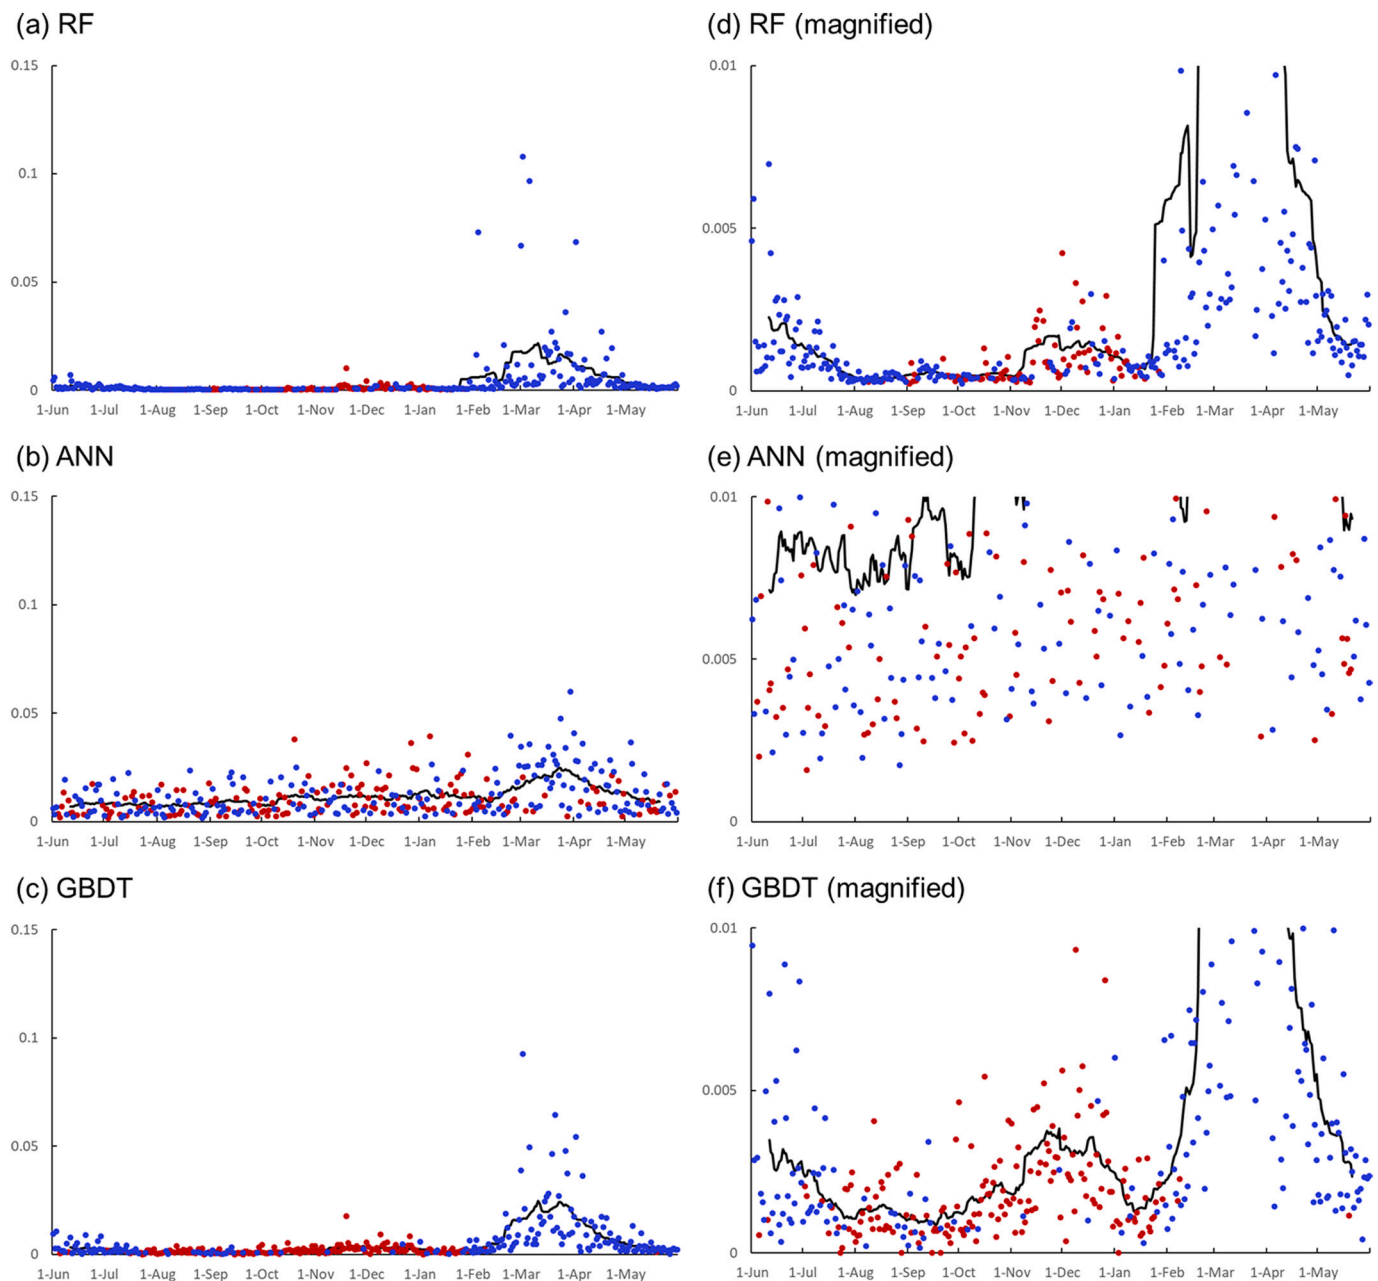 (a) RF
0.15
0.1
0.05
0
1-Jun 1-Jul 1-Aug 1-Sep 1-Oct 1-Nov 1-Dec 1-Jan 1-Feb 1-Mar 1-Apr 1-May
(d) RF (magnified)
0.01
0.005
0
1-Jun 1-Jul 1-Aug 1-Sep 1-Oct 1-Nov 1-Dec 1-Jan 1-Feb 1-Mar 1-Apr 1-May
(b) ANN
0.15
0.1
0.05
0
1-Jun 1-Jul 1-Aug 1-Sep 1-Oct 1-Nov 1-Dec 1-Jan 1-Feb 1-Mar 1-Apr 1-May
(e) ANN (magnified)
0.01
0.005
0
1-Jun 1-Jul 1-Aug 1-Sep 1-Oct 1-Nov 1-Dec 1-Jan 1-Feb 1-Mar 1-Apr 1-May
(c) GBDT
0.15
0.1
0.05
0
1-Jun 1-Jul 1-Aug 1-Sep 1-Oct 1-Nov 1-Dec 1-Jan 1-Feb 1-Mar 1-Apr 1-May
(f) GBDT (magnified)
0.01
0.005
0
1-Jun 1-Jul 1-Aug 1-Sep 1-Oct 1-Nov 1-Dec 1-Jan 1-Feb 1-Mar 1-Apr 1-May